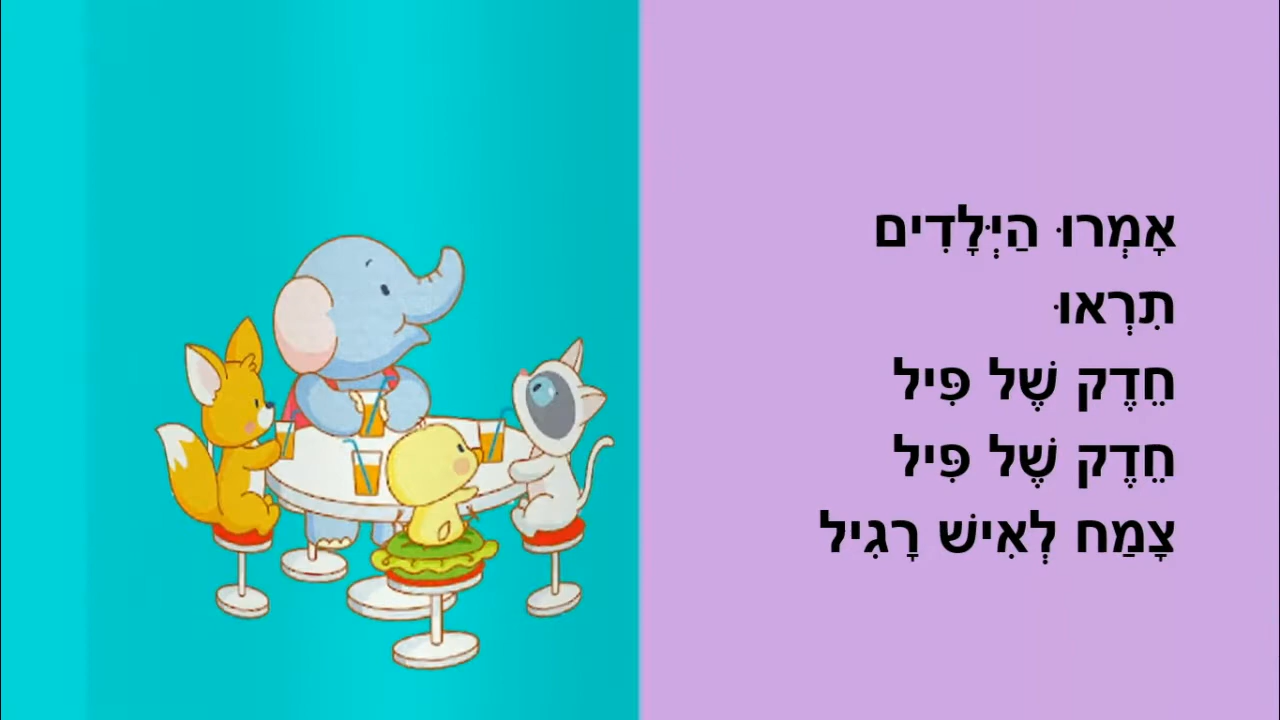 אָמְרוּ הַיְּלָדִים
תִרְאוּ
חֵדֶק שֶׁל פִּיל
חֵדֶק שֶׁל פִּיל
צָמַח לְאִישׁ רָגִיל